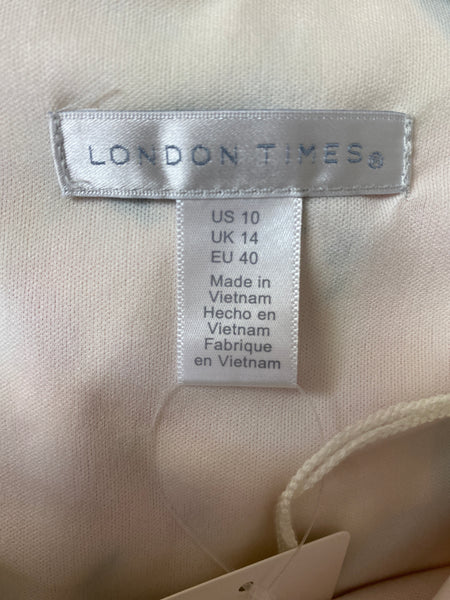 LONDON TIMES®
US 10
UK 14
EU 40
Made in
Vietnam
Hecho en
Vietnam
Fabrique
en Vietnam